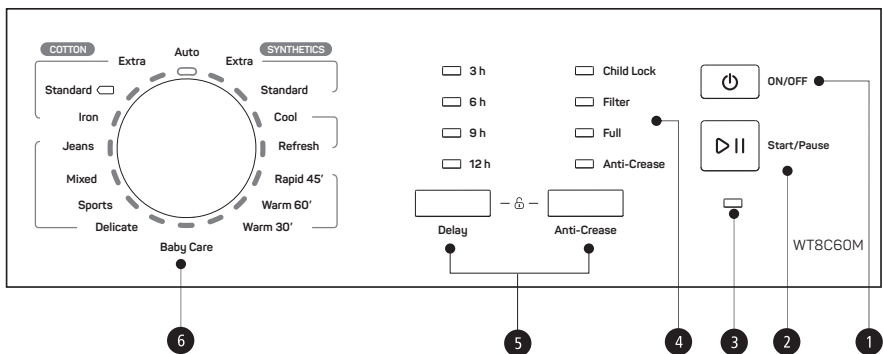 COTTON
SYNTHETICS
Auto
Extra
Extra
Standard
Standard
Iron
Cool
Jeans
Refresh
Mixed
Rapid 45'
Sports
Warm 60'
Delicate
Warm 30'
Baby Care
3 h
6 h
9 h
12 h
Delay
Child Lock
Filter
Full
Anti-Crease
Anti-Crease
ON/OFF
Start/Pause
WT8C60M
6
5
4
3
2
1